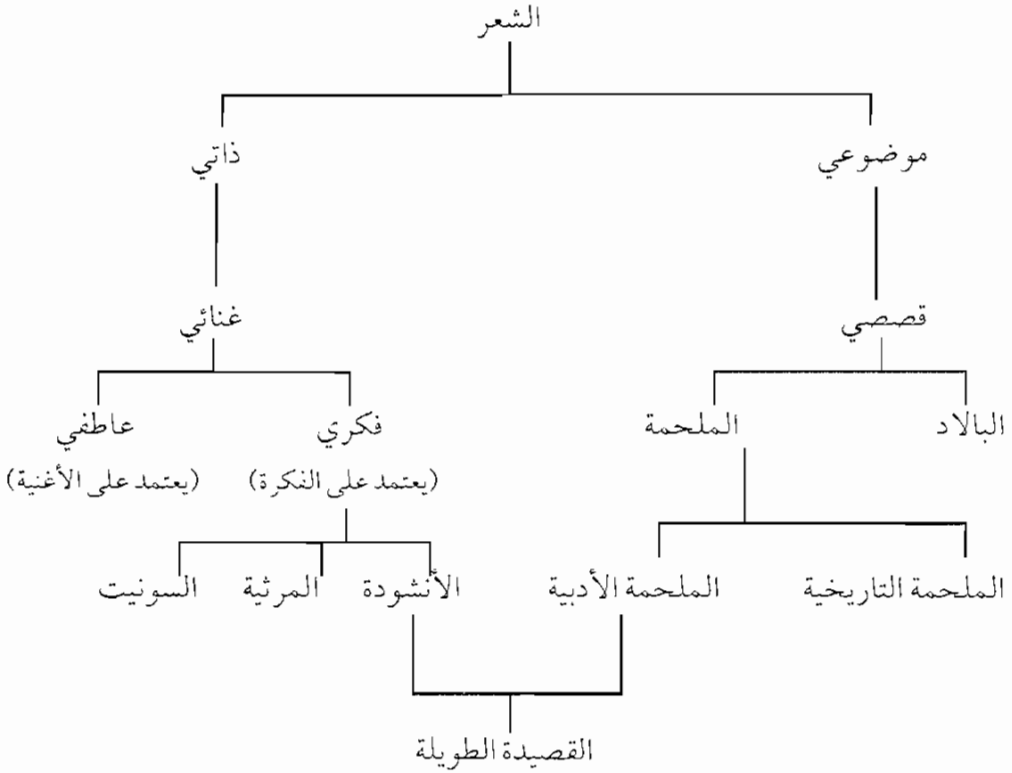 الشعر
موضوعي
ذاتي
قصصي
غنائي
البالاد
الملحمة
فكري
عاطفي
(يعتمد على الفكرة)
(يعتمد على الأغنية)
الملحمة التاريخية
الملحمة الأدبية
الأنشودة
المرثية
السونيت
القصيدة الطويلة